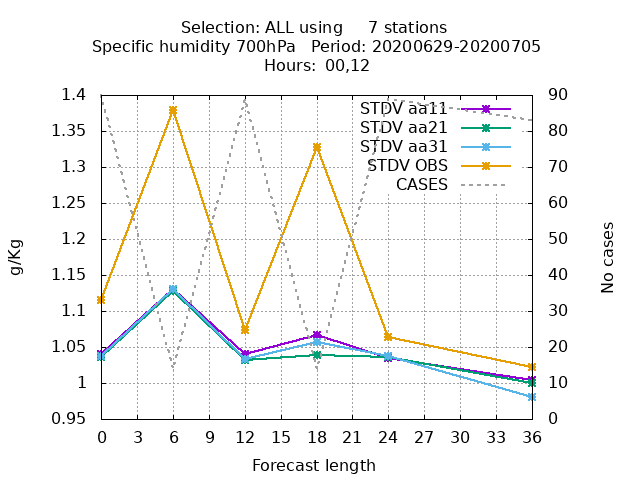 Selection: ALL using     7 stations
Specific humidity 700hPa   Period: 20200629-20200705
Hours: 00,12
1.4
1.35
1.3
1.25
1.2
1.15
1.1
1.05
1
0.95
g/Kg
STDV aa11
STDV aa21
STDV aa31
STDV OBS
CASES
90
80
70
60
50
40
30
20
10
0
No cases
0 3 6 9 12 15 18 21 24 27 30 33 36
Forecast length